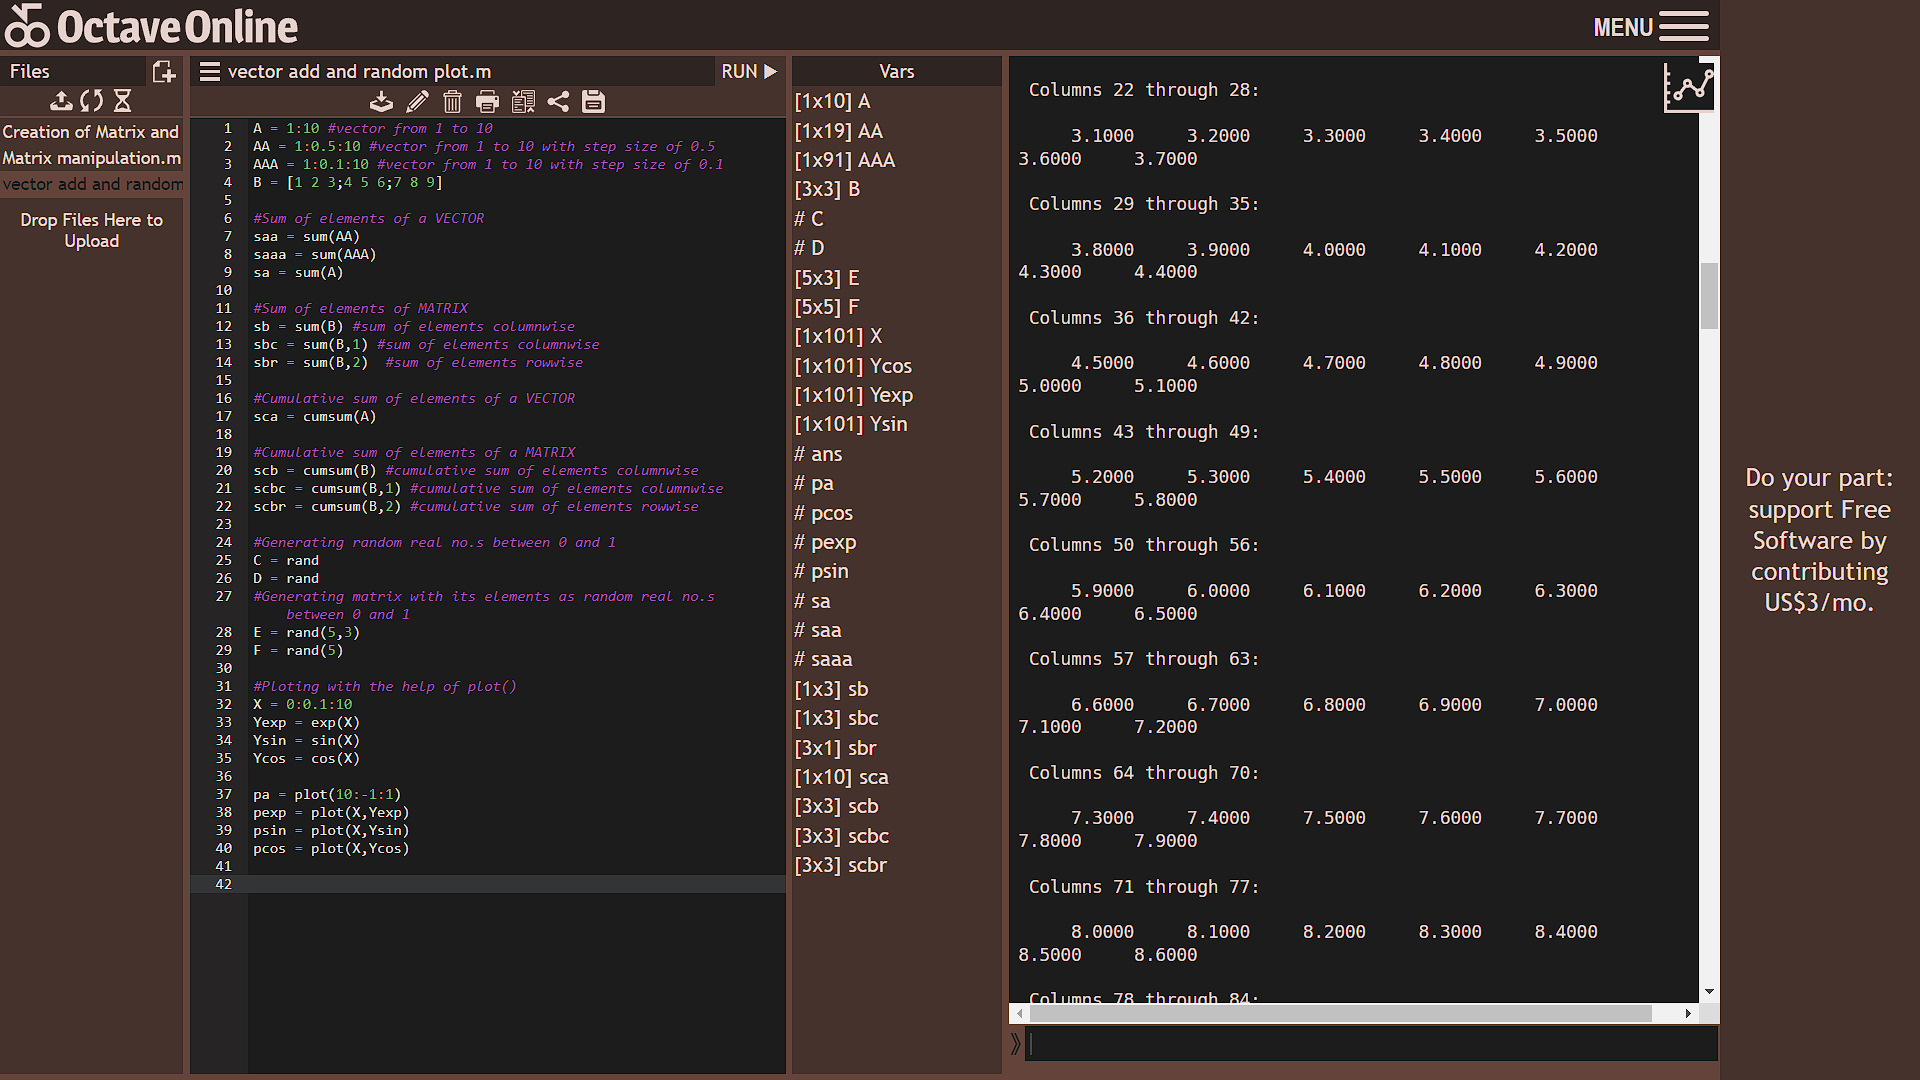 Octave Online
MENU
Files
Creation of Matrix and
Matrix manipulation.m
vector add and random
Drop Files Here to
Upload
vector add and random plot.m
RUN
1 A = 1:10 #vector from 1 to 10
2 AA = 1:0.5:10 #vector from 1 to 10 with step size of 0.5
3 AAA = 1:0.1:10 #vector from 1 to 10 with step size of 0.1
4 B = [1 2 3;4 5 6;7 8 9]
5
6 #Sum of elements of a VECTOR
7 saa = sum(AA)
8 saaa = sum(AAA)
9 sa = sum(A)
10
11 #Sum of elements of MATRIX
12 sb = sum(B) #sum of elements columnwise
13 sbc = sum(B,1) #sum of elements columnwise
14 sbr = sum(B,2)  #sum of elements rowwise
15
16 #Cumulative sum of elements of a VECTOR
17 sca = cumsum(A)
18
19 #Cumulative sum of elements of a MATRIX
20 scb = cumsum(B) #cumulative sum of elements columnwise
21 scbc = cumsum(B,1) #cumulative sum of elements columnwise
22 scbr = cumsum(B,2) #cumulative sum of elements rowwise
23
24 #Generating random real no.s between 0 and 1
25 C = rand
26 D = rand
27 #Generating matrix with its elements as random real no.s
between 0 and 1
28 E = rand(5,3)
29 F = rand(5)
30
31 #Ploting with the help of plot()
32 X = 0:0.1:10
33 Yexp = exp(X)
34 Ysin = sin(X)
35 Ycos = cos(X)
36
37 pa = plot(10:-1:1)
38 pexp = plot(X,Yexp)
39 psin = plot(X,Ysin)
40 pcos = plot(X,Ycos)
41
42
Vars
[1x10] A
[1x19] AA
[1x91] AAA
[3x3] B
# C
# D
[5x3] E
[5x5] F
[1x101] X
[1x101] Ycos
[1x101] Yexp
[1x101] Ysin
# ans
# pa
# pcos
# pexp
# psin
# sa
# saa
# saaa
[1x3] sb
[1x3] sbc
[3x1] sbr
[1x10] sca
[3x3] scb
[3x3] scbc
[3x3] scbr
Columns 22 through 28:
3.1000 3.2000 3.3000 3.4000 3.5000
3.6000 3.7000
Columns 29 through 35:
3.8000 3.9000 4.0000 4.1000 4.2000
4.3000 4.4000
Columns 36 through 42:
4.5000 4.6000 4.7000 4.8000 4.9000
5.0000 5.1000
Columns 43 through 49:
5.2000 5.3000 5.4000 5.5000 5.6000
5.7000 5.8000
Columns 50 through 56:
5.9000 6.0000 6.1000 6.2000 6.3000
6.4000 6.5000
Columns 57 through 63:
6.6000 6.7000 6.8000 6.9000 7.0000
7.1000 7.2000
Columns 64 through 70:
7.3000 7.4000 7.5000 7.6000 7.7000
7.8000 7.9000
Columns 71 through 77:
8.0000 8.1000 8.2000 8.3000 8.4000
8.5000 8.6000
Columns 78 through 84:
Do your part:
support Free
Software by
contributing
US$3/mo.